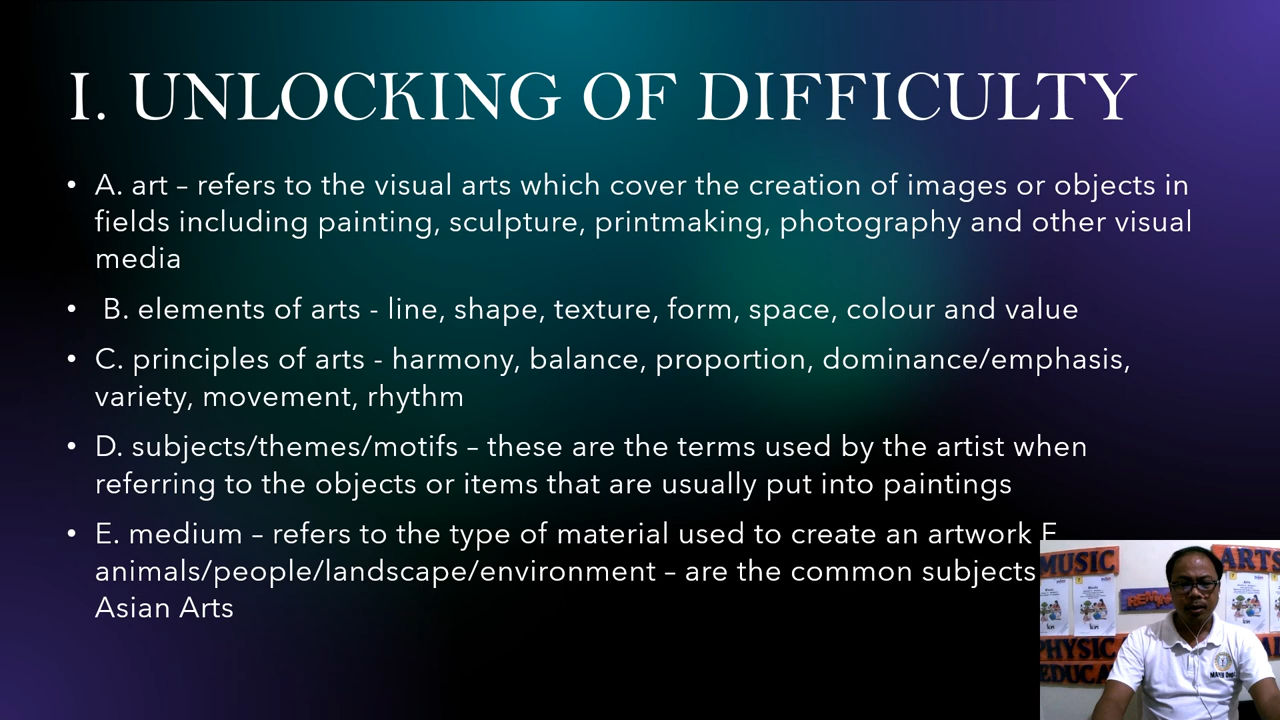 I. UNLOCKING OF DIFFICULTY
• A. art – refers to the visual arts which cover the creation of images or objects in
fields including painting, sculpture, printmaking, photography and other visual
media
• B. elements of arts - line, shape, texture, form, space, colour and value
• C. principles of arts - harmony, balance, proportion, dominance/emphasis,
variety, movement, rhythm
• D. subjects/themes/motifs – these are the terms used by the artist when
referring to the objects or items that are usually put into paintings
• E. medium – refers to the type of material used to create an artwork F
animals/people/landscape/environment – are the common subjects
Asian Arts
MUSIC
ARTS
PHYSIC
EDUCA